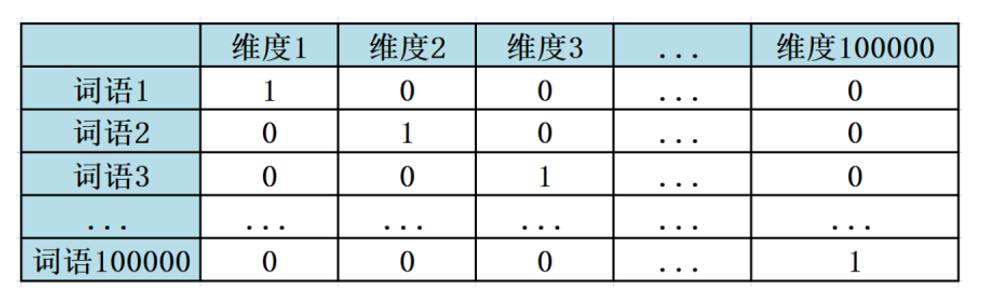 维度1 维度2 维度3 ... 维度100000
词语1 1 0 0 ... 0
词语2 0 1 0 ... 0
词语3 0 0 1 ... 0
... ... ... ... ... ...
词语100000 0 0 0 ... 1